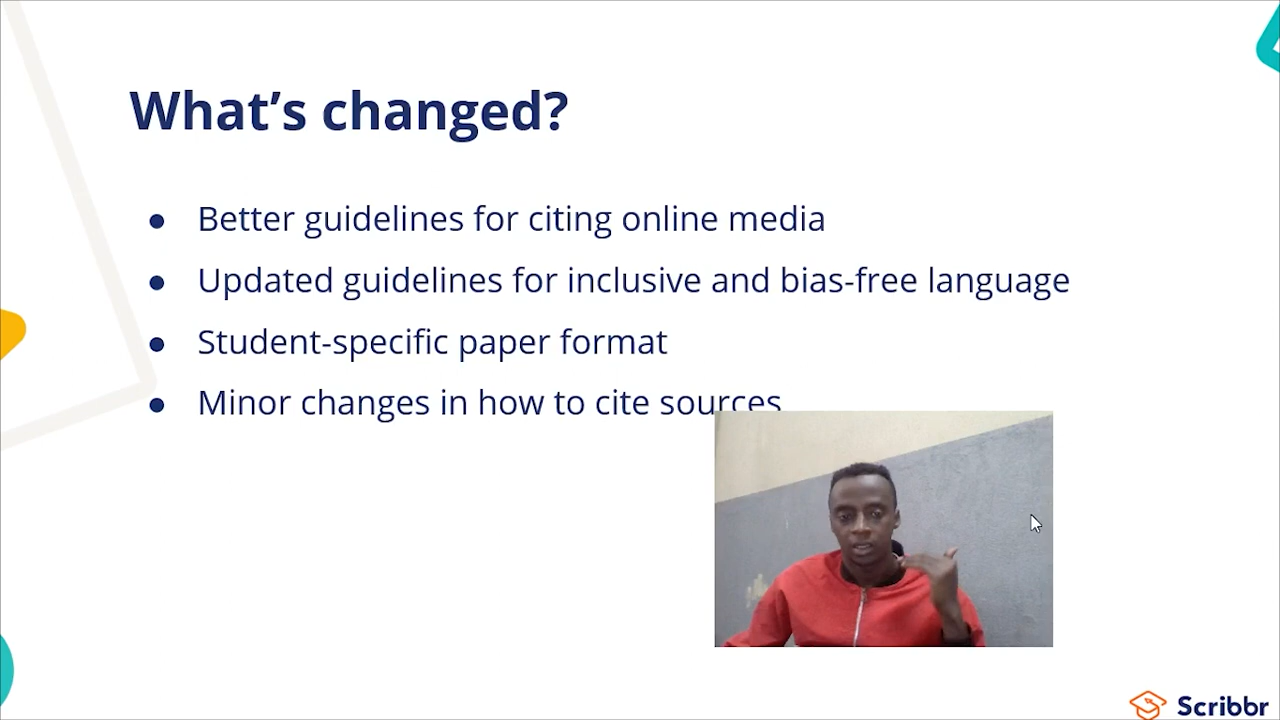 What’s changed?
● Better guidelines for citing online media
● Updated guidelines for inclusive and bias-free language
● Student-specific paper format
● Minor changes in how to cite sources
Scribbr